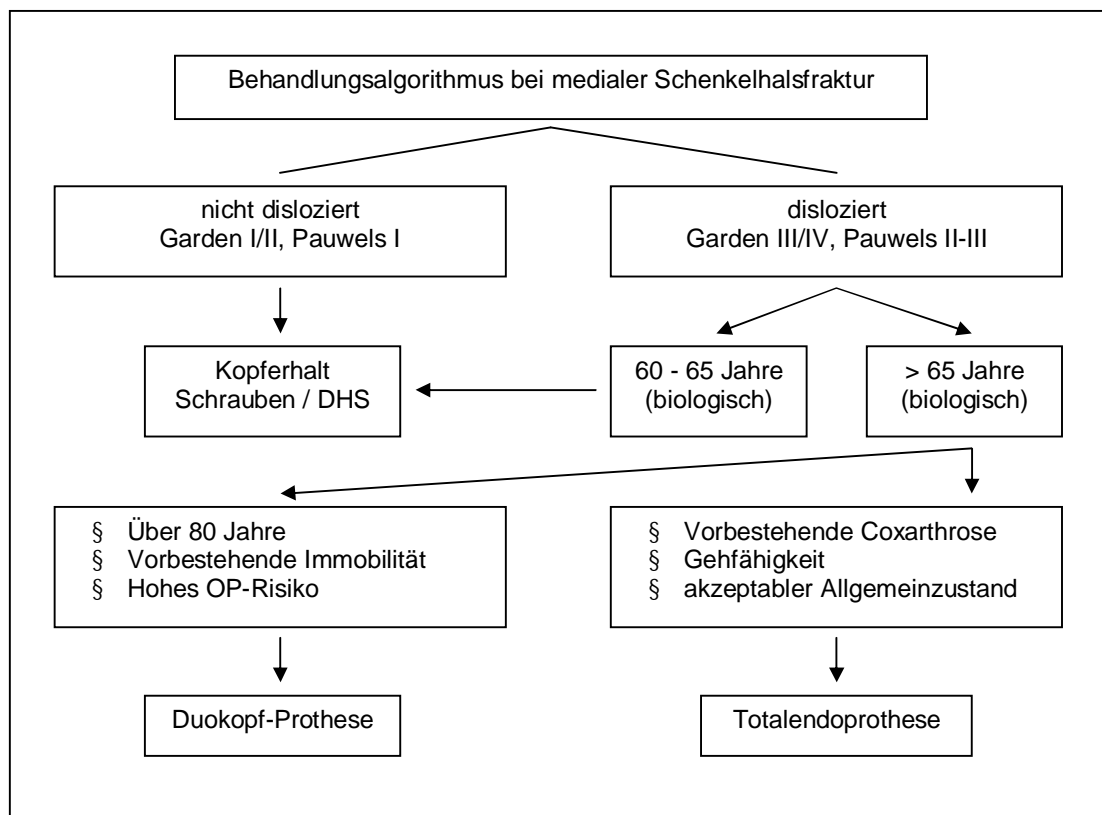 Behandlungsalgorithmus bei medialer Schenkelhalsfraktur
nicht disloziert
Garden I/II, Pauwels I
disloziert
Garden III/IV, Pauwels II-III
Kopferhalt
Schrauben / DHS
60 - 65 Jahre
(biologisch)
> 65 Jahre
(biologisch)
§ Über 80 Jahre
§ Vorbestehende Immobilität
§ Hohes OP-Risiko
§ Vorbestehende Coxarthrose
§ Gehfähigkeit
§ akzeptabler Allgemeinzustand
Duokopf-Prothese
Totalendoprothese